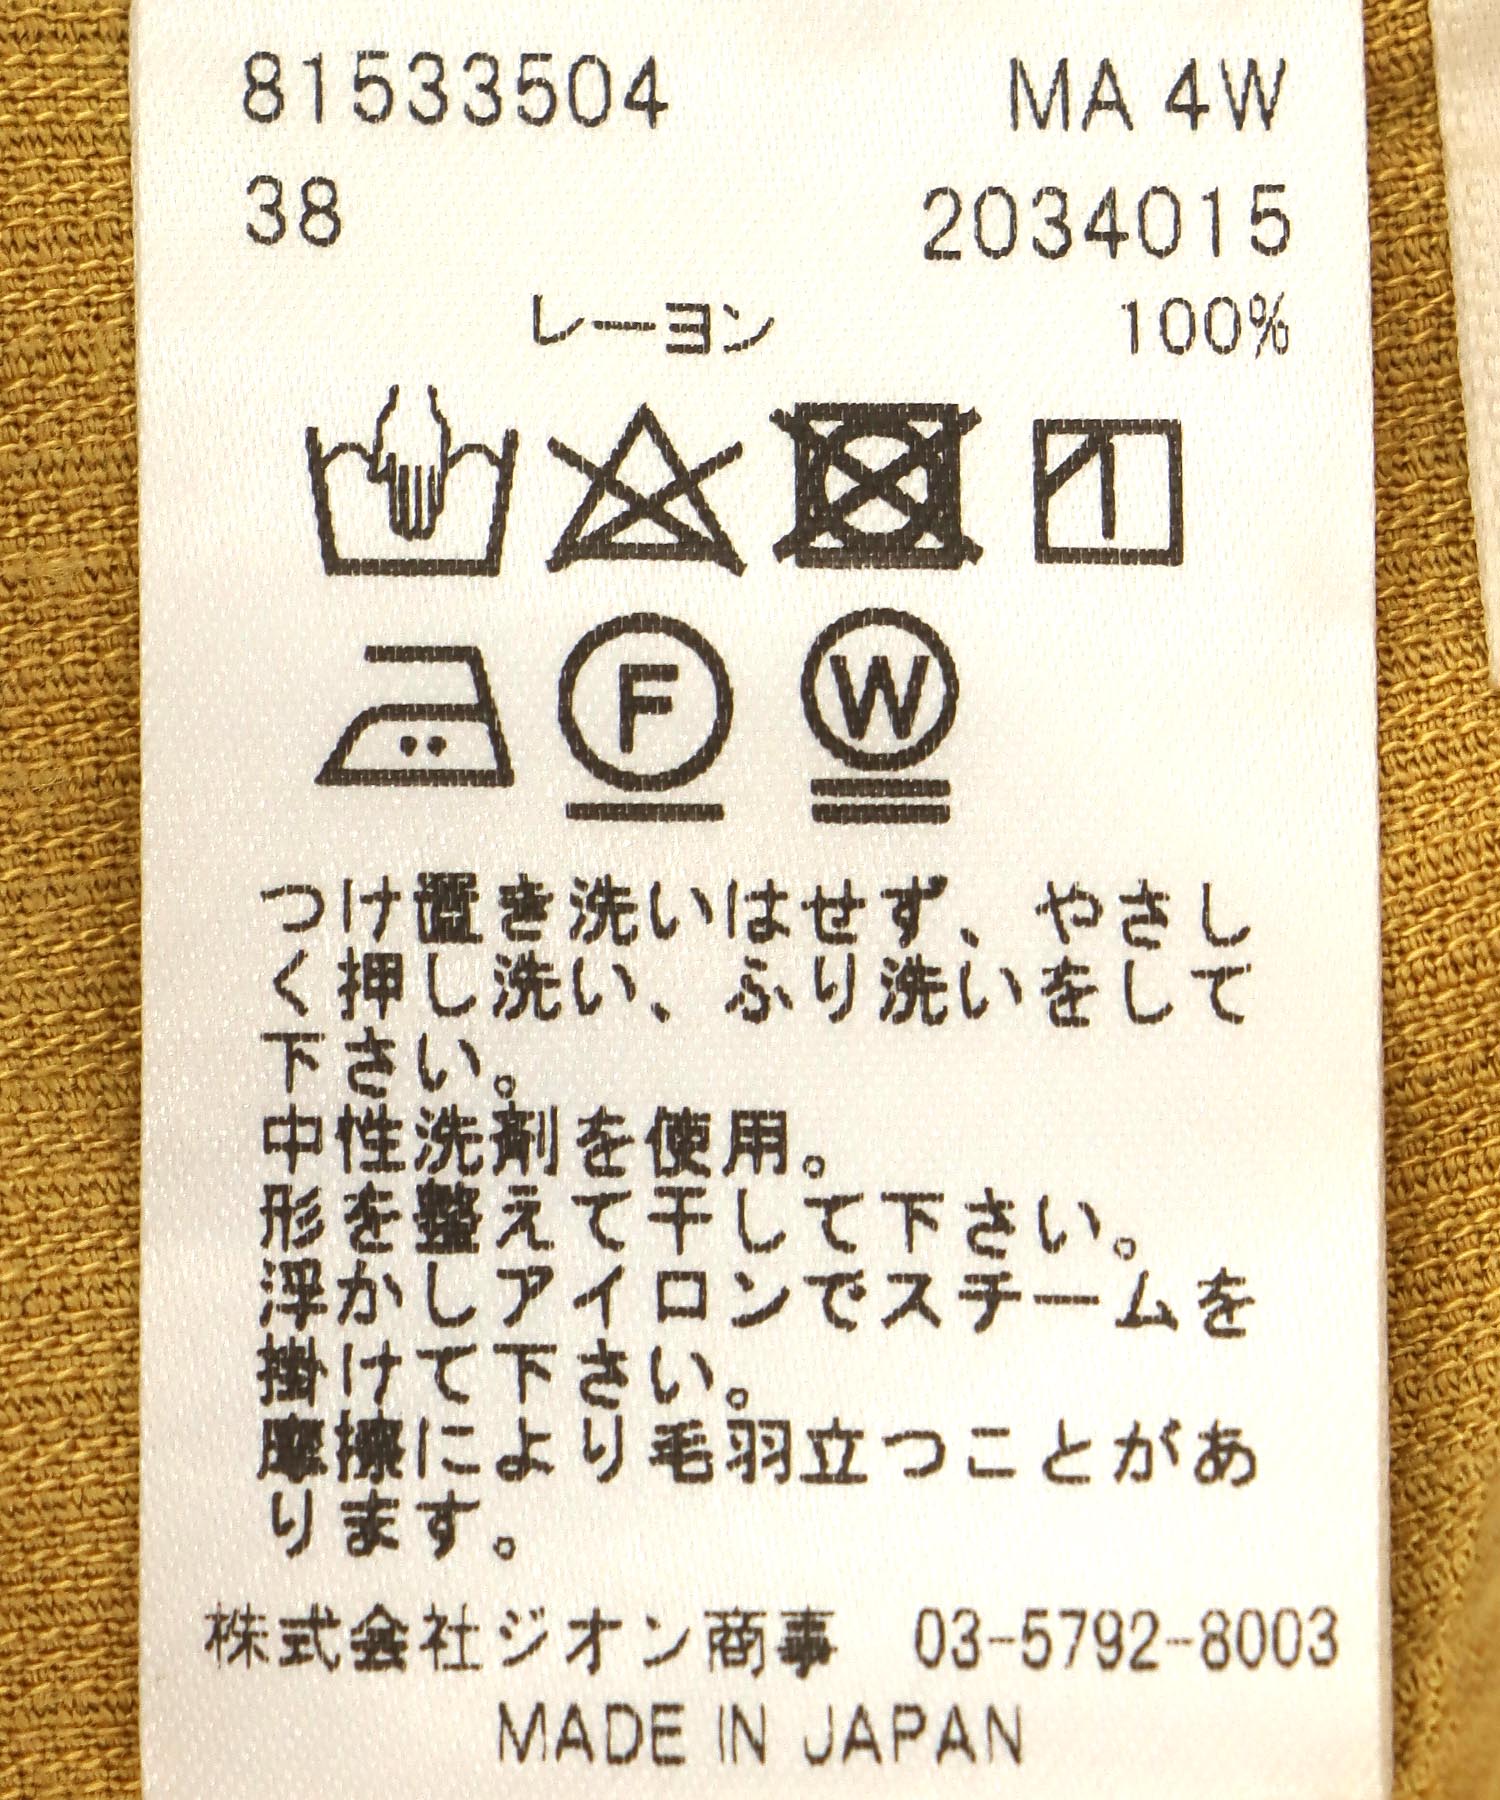 81533504 MA 4W
38 2034015
レーヨン 100%
F W
つけ置き洗いはせず、やさし
く押し洗い、ふり洗いをして
下さい。
中性洗剤を使用。
形を整えて干して下さい。
浮かしアイロンでスチームを
掛けて下さい。
摩擦により毛羽立つことがあ
ります。
株式会社ジオン商事 03-5792-8003
MADE IN JAPAN